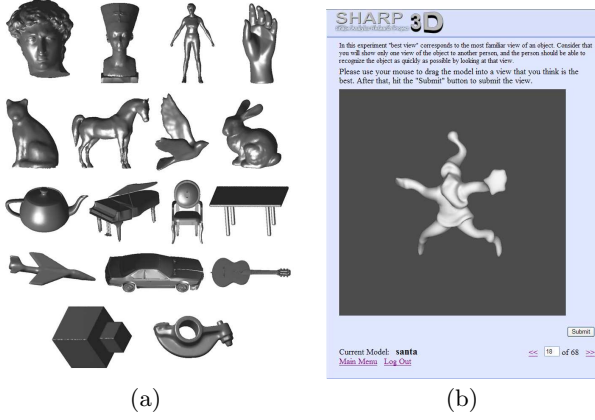 SHARP 3D
In this experiment "best view" corresponds to the most familiar view of an object. Consider that
you will show only one view of the object to another person, and the person should be able to
recognize the object as quickly as possible by looking at that view.
Please use your mouse to drag the model into a view that you think is the
best. After that, hit the "Submit" button to submit the view.
Submit
Current Model: santa
<< 18 of 68 >>
Main Menu Log Out
(a) (b)